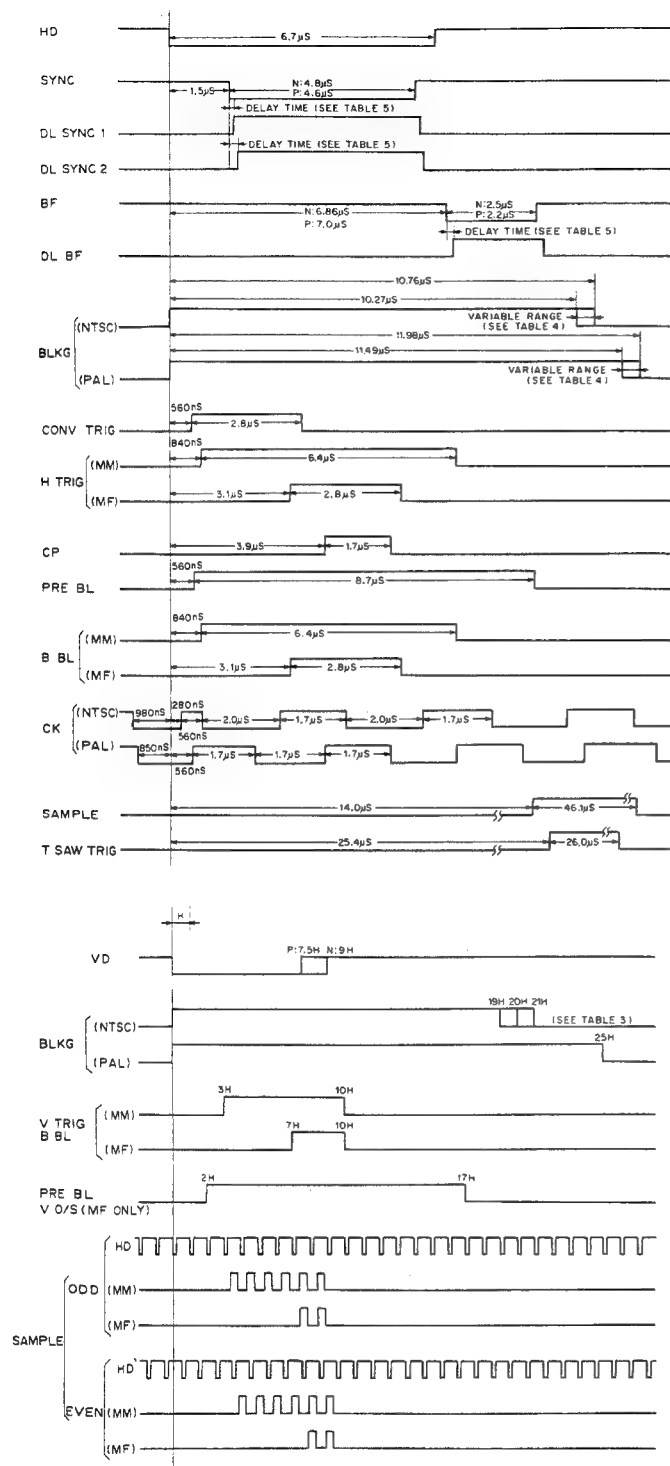 HD
6.7µS
SYNC
1.5µS
N:4.8µS
P:4.6µS
DELAY TIME (SEE TABLE 5)
DL SYNC 1
DELAY TIME (SEE TABLE 5)
DL SYNC 2
BF
N:6.86µS
P:7.0µS
N:2.5µS
P:2.2µS
DELAY TIME (SEE TABLE 5)
DL BF
10.76µS
10.27µS
(NTSC)
VARIABLE RANGE
(SEE TABLE 4)
BLKG
11.98µS
11.49µS
(PAL)
VARIABLE RANGE
(SEE TABLE 4)
560nS
CONV TRIG
2.8µS
840nS
(MM)
6.4µS
H TRIG
(MF)
3.1µS
2.8µS
CP
3.9µS
1.7µS
560nS
PRE BL
8.7µS
840nS
(MM)
6.4µS
B BL
(MF)
3.1µS
2.8µS
CK
(NTSC)
980nS
280nS
560nS
2.0µS
1.7µS
2.0µS
1.7µS
(PAL)
850nS
560nS
1.7µS
1.7µS
1.7µS
SAMPLE
14.0µS
46.1µS
T SAW TRIG
25.4µS
26.0µS
H
VD
P:7.5H N:9H
19H 20H 21H
(NTSC)
(SEE TABLE 3)
BLKG
25H
(PAL)
3H
10H
(MM)
V TRIG
B BL
7H
10H
(MF)
2H
17H
PRE BL
V O/S (MF ONLY)
HD
ODD
(MM)
(MF)
SAMPLE
HD
EVEN
(MM)
(MF)